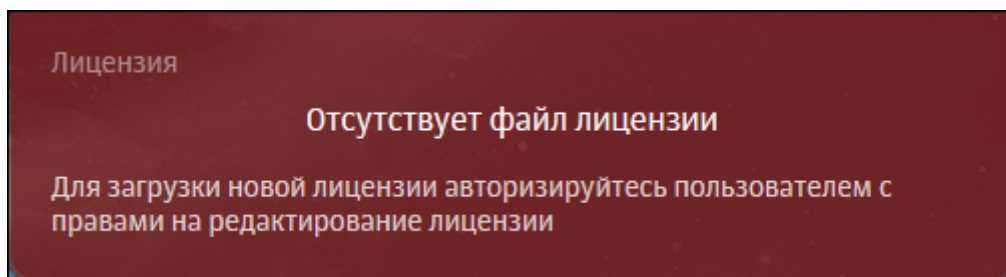 Лицензия
Отсутствует файл лицензии
Для загрузки новой лицензии авторизируйтесь пользователем с
правами на редактирование лицензии